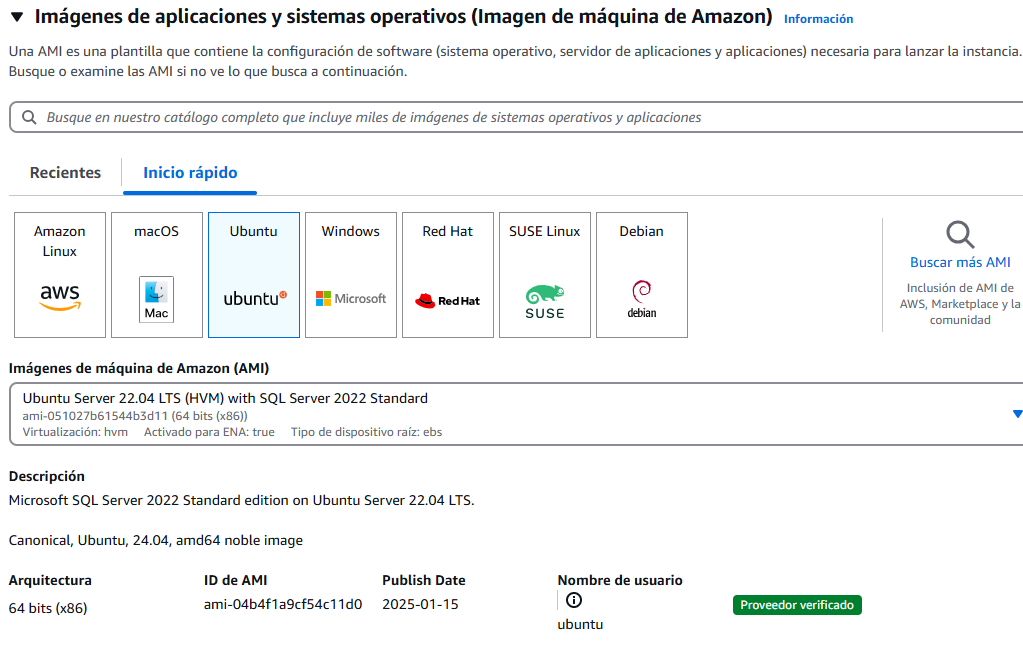 Imágenes de aplicaciones y sistemas operativos (Imagen de máquina de Amazon) Información
Una AMI es una plantilla que contiene la configuración de software (sistema operativo, servidor de aplicaciones y aplicaciones) necesaria para lanzar la instancia.
Busque o examine las AMI si no ve lo que busca a continuación.
Busque en nuestro catálogo completo que incluye miles de imágenes de sistemas operativos y aplicaciones
Recientes
Inicio rápido
Amazon
Linux
aws
macOS
Mac
Ubuntu
ubuntu
Windows
Microsoft
Red Hat
Red Hat
SUSE Linux
SUSE
Debian
debian
Buscar más AMI
Inclusión de AMI de
AWS, Marketplace y la
comunidad
Imágenes de máquina de Amazon (AMI)
Ubuntu Server 22.04 LTS (HVM) with SQL Server 2022 Standard
ami-051027b61544b3d11 (64 bits (x86))
Virtualización: hvm Activado para ENA: true Tipo de dispositivo raíz: ebs
Descripción
Microsoft SQL Server 2022 Standard edition on Ubuntu Server 22.04 LTS.
Canonical, Ubuntu, 24.04, amd64 noble image
Arquitectura
64 bits (x86)
ID de AMI
ami-04b4f1a9cf54c11d0
Publish Date
2025-01-15
Nombre de usuario
ubuntu
Proveedor verificado